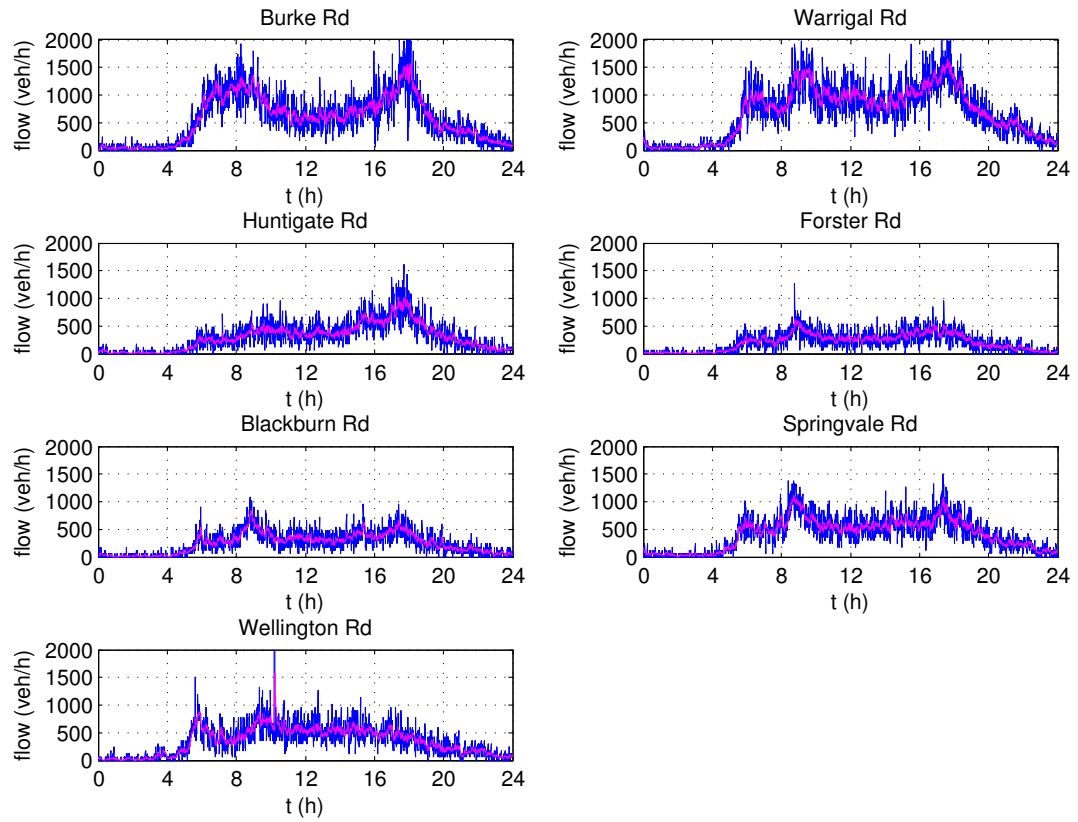 Burke Rd
flow (veh/h)
2000
1500
1000
500
0
0 4 8 12 16 20 24
t (h)
Warrigal Rd
flow (veh/h)
2000
1500
1000
500
0
0 4 8 12 16 20 24
t (h)
Huntigate Rd
flow (veh/h)
2000
1500
1000
500
0
0 4 8 12 16 20 24
t (h)
Forster Rd
flow (veh/h)
2000
1500
1000
500
0
0 4 8 12 16 20 24
t (h)
Blackburn Rd
flow (veh/h)
2000
1500
1000
500
0
0 4 8 12 16 20 24
t (h)
Springvale Rd
flow (veh/h)
2000
1500
1000
500
0
0 4 8 12 16 20 24
t (h)
Wellington Rd
flow (veh/h)
2000
1500
1000
500
0
0 4 8 12 16 20 24
t (h)